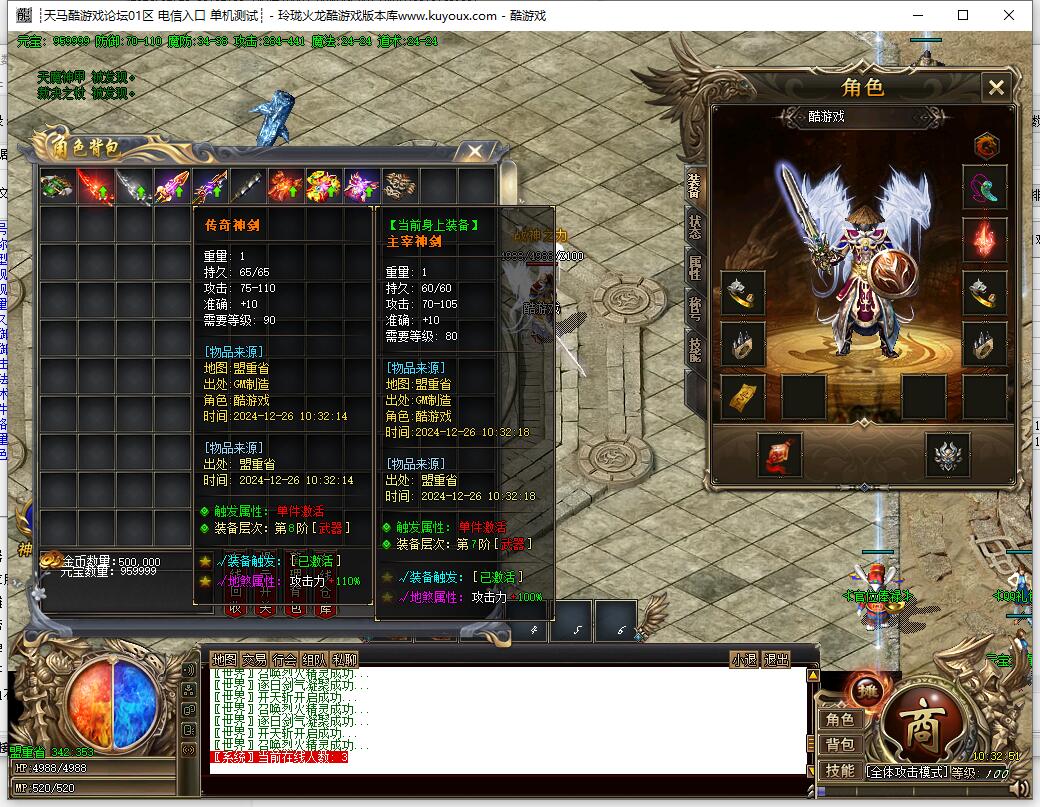 天马酷游戏论坛01区 电信入口 单机测试 - 玲珑火龙酷游戏版本库www.kuyoux.com - 酷游戏
元宝: 959999 防御:70-110 魔防:34-38 攻击:284-441 魔法:24-24 道术:24-24
天魔神甲 被发现。
裁决之杖 被发现。
角色背包
传奇神剑
重量: 1
持久: 65/65
攻击: 75-110
准确: +10
需要等级: 90
[物品来源]
地图:盟重省
出处:GM制造
角色:酷游戏
时间:2024-12-26 10:32:14
[物品来源]
出处: 盟重省
时间: 2024-12-26 10:32:14
触发属性: 单件激活
装备层次: 第8阶[武器]
√装备触发: [已激活]
√地煞属性: 攻击力+110%
【当前身上装备】
主宰神剑
重量: 1
持久: 60/60
攻击: 70-105
准确: +10
需要等级: 80
[物品来源]
地图:盟重省
出处:GM制造
角色:酷游戏
时间:2024-12-26 10:32:18
[物品来源]
出处: 盟重省
时间: 2024-12-26 10:32:18
触发属性: 单件激活
装备层次: 第7阶[武器]
√装备触发: [已激活]
√地煞属性: 攻击力+100%
金币数量:500,000
元宝数量: 959999
战神之力
酷游戏
角色
酷游戏
装备
状态
属性
称号
技能
神
官位俸禄
4
5
6
地图 交易 行会 组队 私聊
小退 退出
[世界]召唤烈火精灵成功...
[世界]逐日剑气凝聚成功...
[世界]开天斩开启成功...
[世界]召唤烈火精灵成功...
[世界]逐日剑气凝聚成功...
[世界]开天斩开启成功...
[世界]召唤烈火精灵成功...
[系统]当前在线人数: 3
盟重省 342:353
HP:4988/4988
MP:520/520
摊
商
角色
背包
技能
10:32:51
[全体攻击模式]等级: 100